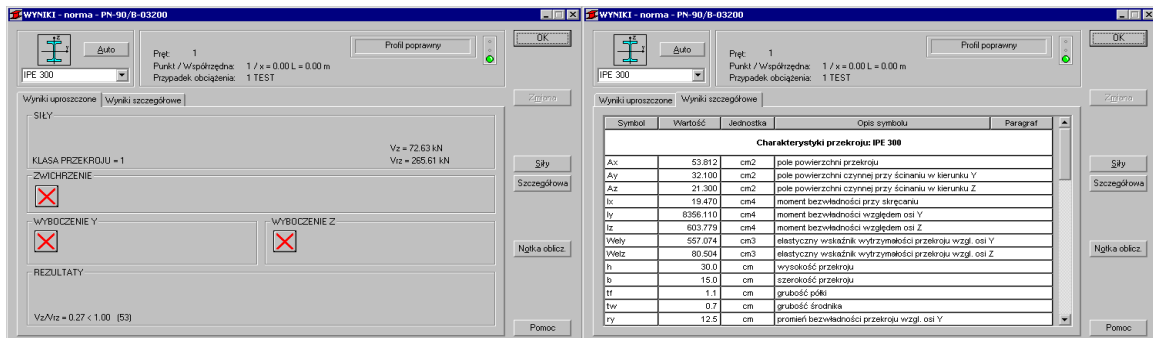 WYNIKI - norma - PN-90/B-03200
Auto
IPE 300
Pręt: 1
Punkt / Współrzędna: 1 / x = 0.00 L = 0.00 m
Przypadek obciążenia: 1 TEST
Profil poprawny
OK
Zmiana
Siły
Szczegółowa
Notka oblicz.
Pomoc
Wyniki uproszczone Wyniki szczegółowe
SIŁY
Vz = 72.63 kN
KLASA PRZEKROJU = 1 Vrz = 265.61 kN
ZWICHRZENIE
WYBOCZENIE Y WYBOCZENIE Z
REZULTATY
Vz/Vrz = 0.27 < 1.00 (53)
WYNIKI - norma - PN-90/B-03200
Auto
IPE 300
Pręt: 1
Punkt / Współrzędna: 1 / x = 0.00 L = 0.00 m
Przypadek obciążenia: 1 TEST
Profil poprawny
OK
Zmiana
Siły
Szczegółowa
Notka oblicz.
Pomoc
Wyniki uproszczone Wyniki szczegółowe
Symbol Wartość Jednostka Opis symbolu Paragraf
Charakterystyki przekroju: IPE 300
Ax 53.812 cm2 pole powierzchni przekroju
Ay 32.100 cm2 pole powierzchni czynnej przy ścinaniu w kierunku Y
Az 21.300 cm2 pole powierzchni czynnej przy ścinaniu w kierunku Z
Ix 19.470 cm4 moment bezwładności przy skręcaniu
Iy 8356.110 cm4 moment bezwładności względem osi Y
Iz 603.779 cm4 moment bezwładności względem osi Z
Wely 557.074 cm3 elastyczny wskaźnik wytrzymałości przekroju wzgl. osi Y
Welz 80.504 cm3 elastyczny wskaźnik wytrzymałości przekroju wzgl. osi Z
h 30.0 cm wysokość przekroju
b 15.0 cm szerokość przekroju
tf 1.1 cm grubość półki
tw 0.7 cm grubość środnika
ry 12.5 cm promień bezwładności przekroju wzgl. osi Y